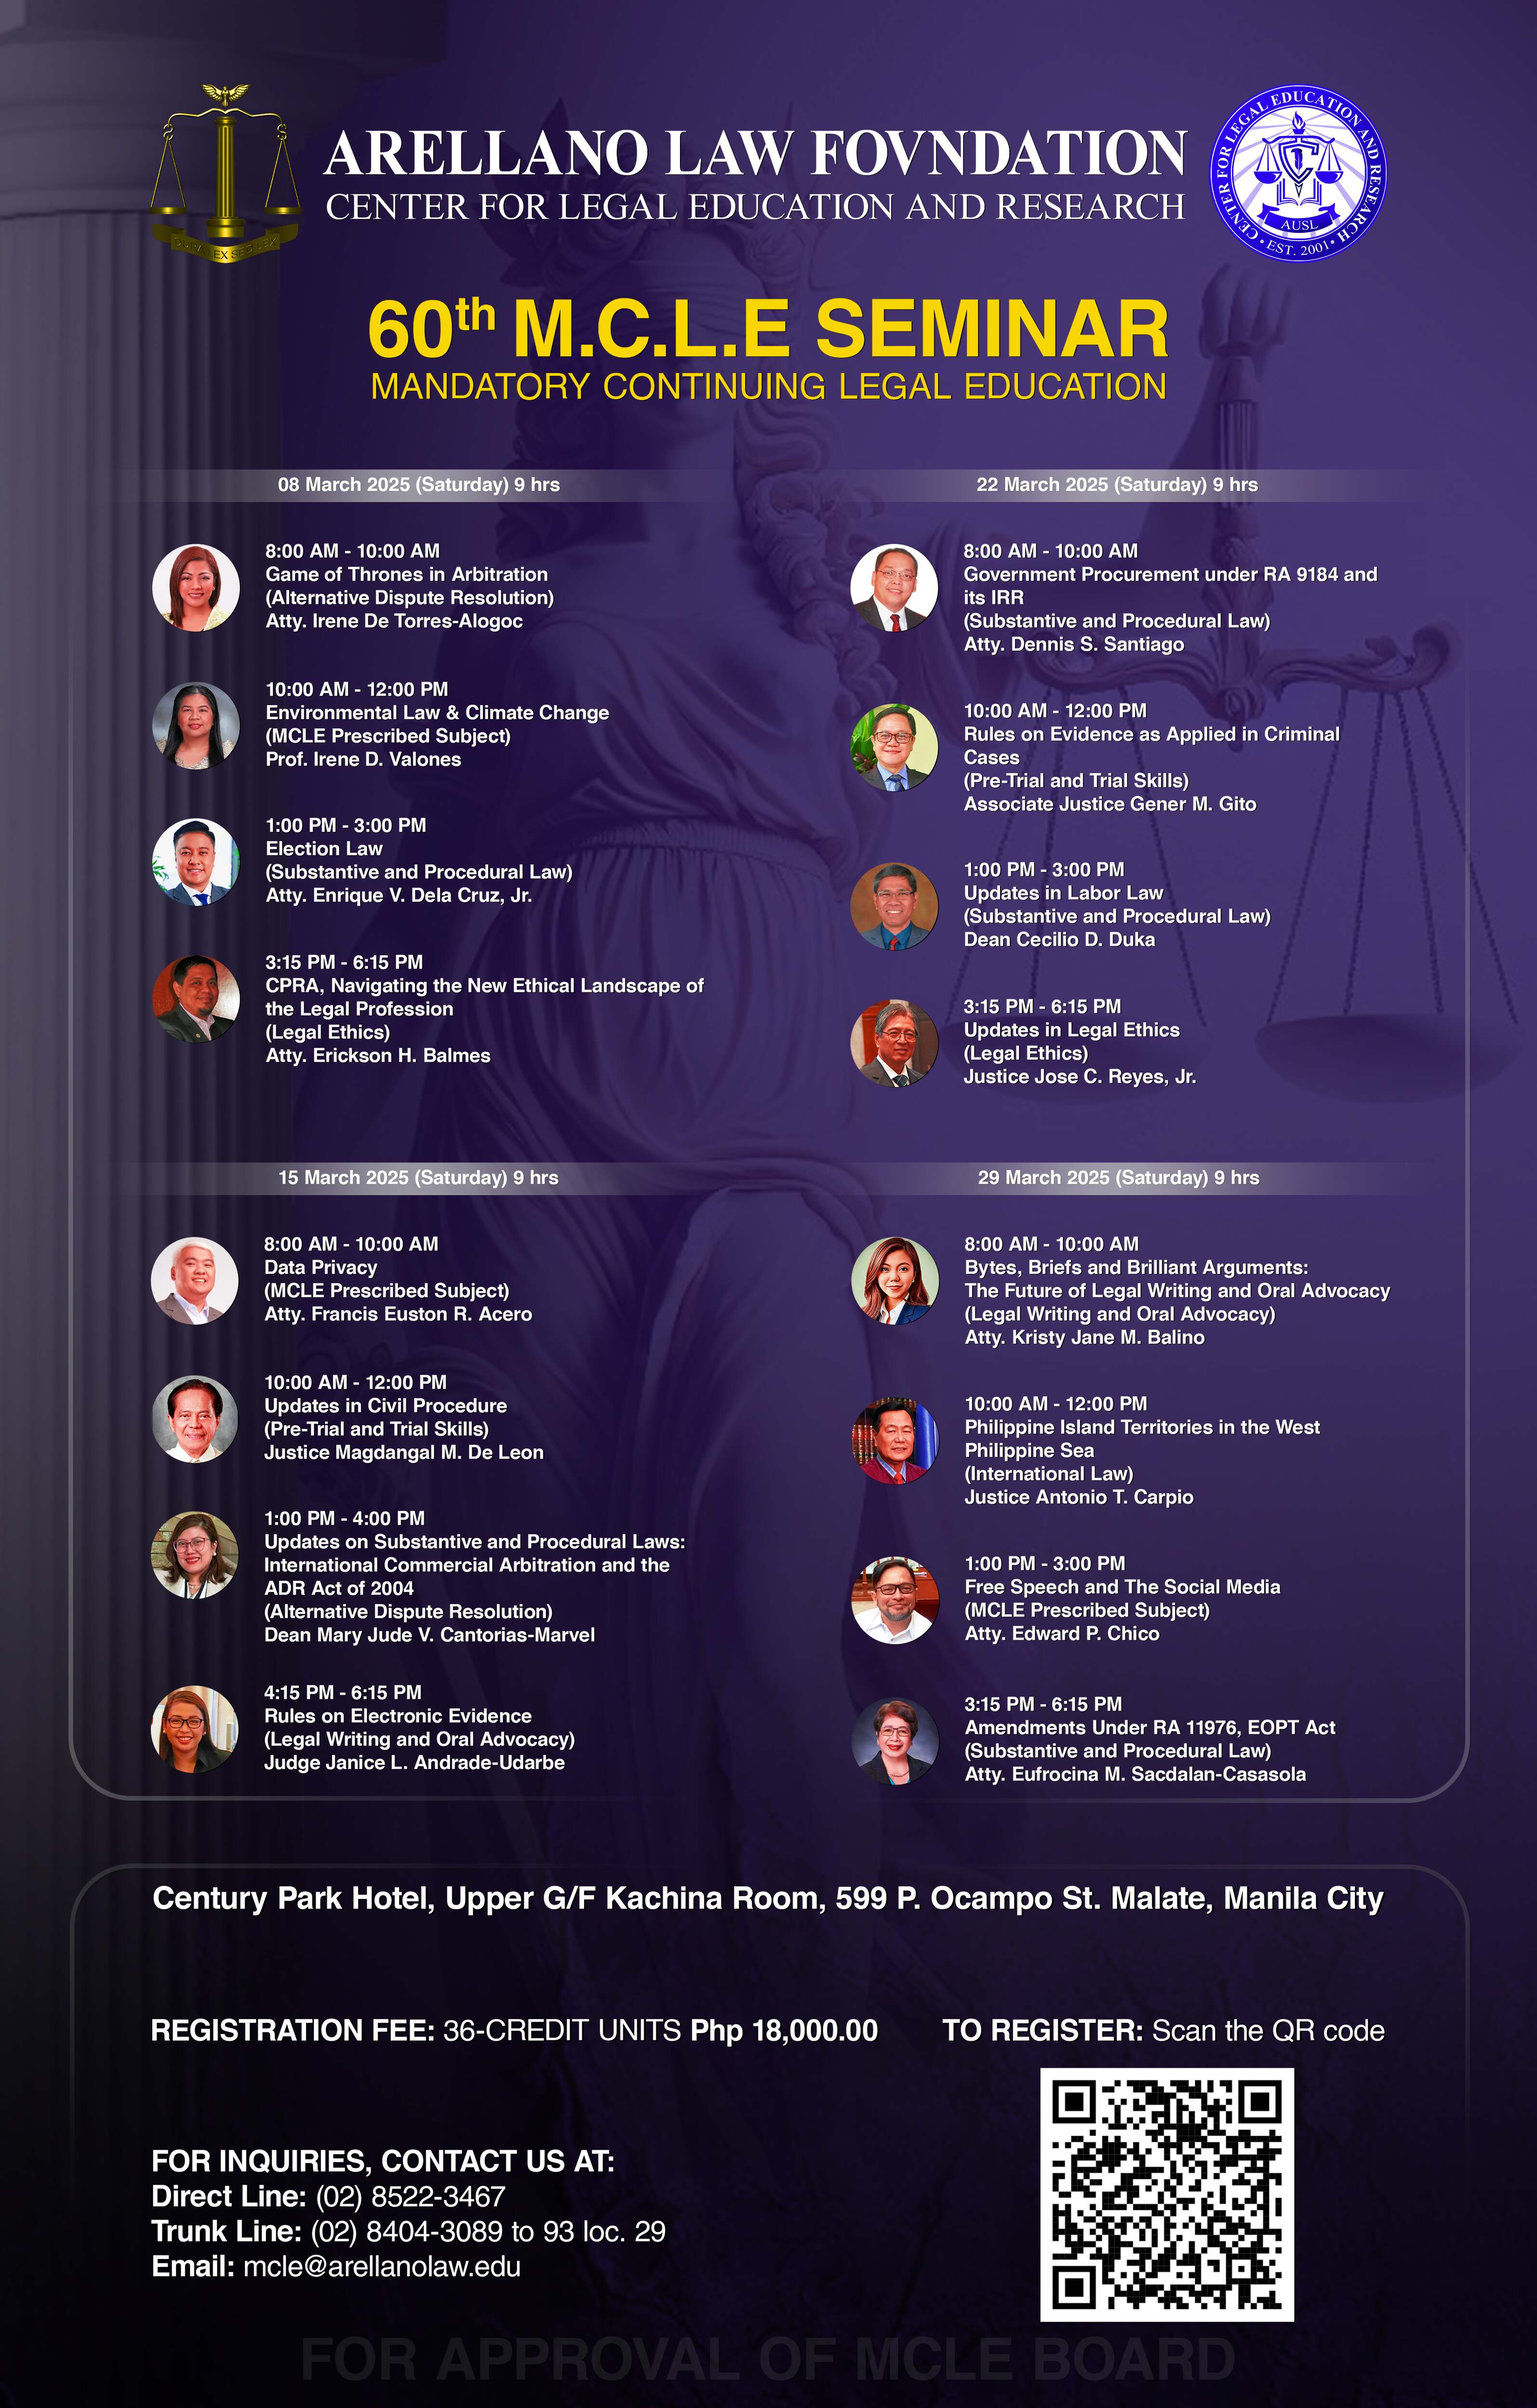 ARELLANO LAW FOVNDATION
CENTER FOR LEGAL EDUCATION AND RESEARCH
CENTER FOR LEGAL EDUCATION AND RESEARCH
AUSL
• EST. 2001 •
60th M.C.L.E SEMINAR
MANDATORY CONTINUING LEGAL EDUCATION
08 March 2025 (Saturday) 9 hrs
8:00 AM - 10:00 AM
Game of Thrones in Arbitration
(Alternative Dispute Resolution)
Atty. Irene De Torres-Alogoc
10:00 AM - 12:00 PM
Environmental Law & Climate Change
(MCLE Prescribed Subject)
Prof. Irene D. Valones
1:00 PM - 3:00 PM
Election Law
(Substantive and Procedural Law)
Atty. Enrique V. Dela Cruz, Jr.
3:15 PM - 6:15 PM
CPRA, Navigating the New Ethical Landscape of
the Legal Profession
(Legal Ethics)
Atty. Erickson H. Balmes
15 March 2025 (Saturday) 9 hrs
8:00 AM - 10:00 AM
Data Privacy
(MCLE Prescribed Subject)
Atty. Francis Euston R. Acero
10:00 AM - 12:00 PM
Updates in Civil Procedure
(Pre-Trial and Trial Skills)
Justice Magdangal M. De Leon
1:00 PM - 4:00 PM
Updates on Substantive and Procedural Laws:
International Commercial Arbitration and the
ADR Act of 2004
(Alternative Dispute Resolution)
Dean Mary Jude V. Cantorias-Marvel
4:15 PM - 6:15 PM
Rules on Electronic Evidence
(Legal Writing and Oral Advocacy)
Judge Janice L. Andrade-Udarbe
22 March 2025 (Saturday) 9 hrs
8:00 AM - 10:00 AM
Government Procurement under RA 9184 and
its IRR
(Substantive and Procedural Law)
Atty. Dennis S. Santiago
10:00 AM - 12:00 PM
Rules on Evidence as Applied in Criminal
Cases
(Pre-Trial and Trial Skills)
Associate Justice Gener M. Gito
1:00 PM - 3:00 PM
Updates in Labor Law
(Substantive and Procedural Law)
Dean Cecilio D. Duka
3:15 PM - 6:15 PM
Updates in Legal Ethics
(Legal Ethics)
Justice Jose C. Reyes, Jr.
29 March 2025 (Saturday) 9 hrs
8:00 AM - 10:00 AM
Bytes, Briefs and Brilliant Arguments:
The Future of Legal Writing and Oral Advocacy
(Legal Writing and Oral Advocacy)
Atty. Kristy Jane M. Balino
10:00 AM - 12:00 PM
Philippine Island Territories in the West
Philippine Sea
(International Law)
Justice Antonio T. Carpio
1:00 PM - 3:00 PM
Free Speech and The Social Media
(MCLE Prescribed Subject)
Atty. Edward P. Chico
3:15 PM - 6:15 PM
Amendments Under RA 11976, EOPT Act
(Substantive and Procedural Law)
Atty. Eufrocina M. Sacdalan-Casasola
Century Park Hotel, Upper G/F Kachina Room, 599 P. Ocampo St. Malate, Manila City
REGISTRATION FEE: 36-CREDIT UNITS Php 18,000.00
TO REGISTER: Scan the QR code
FOR INQUIRIES, CONTACT US AT:
Direct Line: (02) 8522-3467
Trunk Line: (02) 8404-3089 to 93 loc. 29
Email: mcle@arellanolaw.edu
FOR APPROVAL OF MCLE BOARD